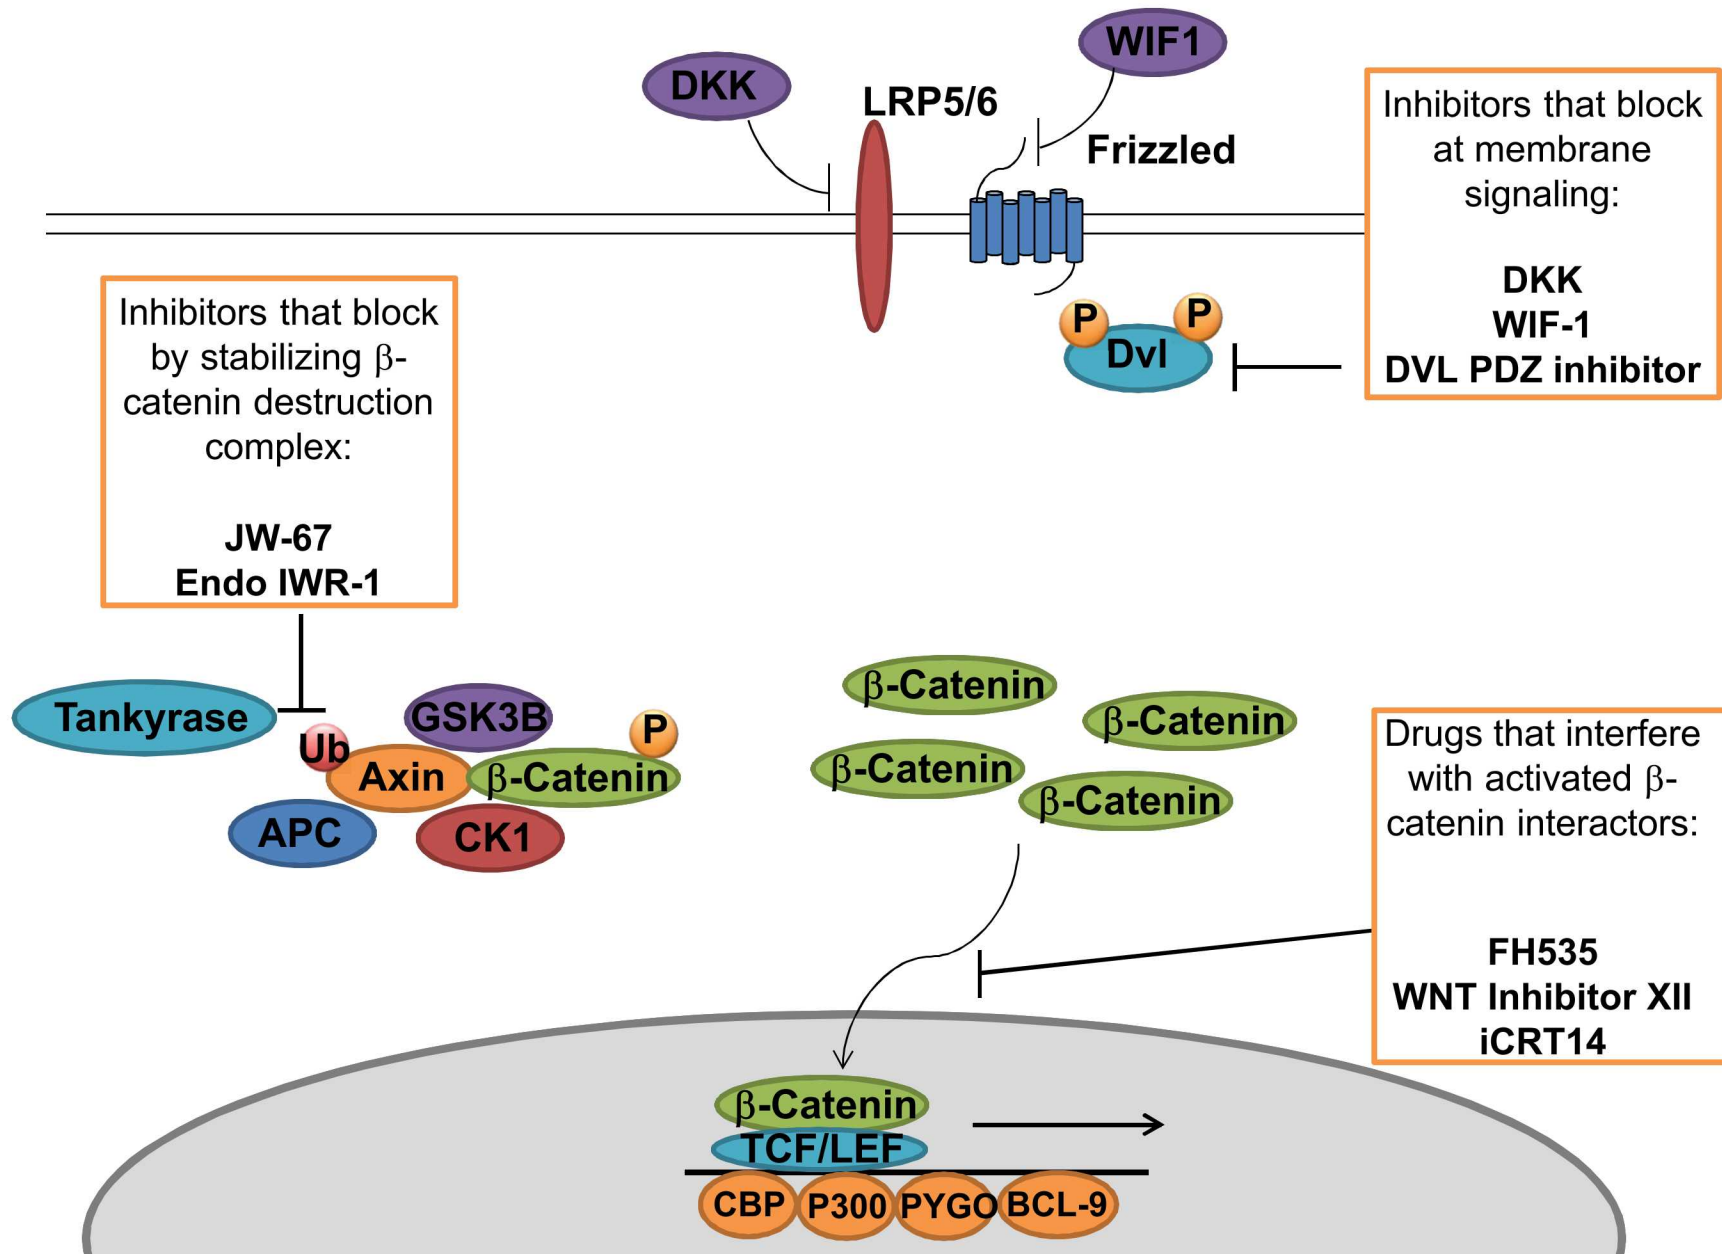 WIF1
DKK
LRP5/6
Frizzled
Inhibitors that block
at membrane
signaling:
DKK
WIF-1
DVL PDZ inhibitor
P
P
Dvl
Inhibitors that block
by stabilizing β-
catenin destruction
complex:
JW-67
Endo IWR-1
Tankyrase
Ub
GSK3B
P
Axin
β-Catenin
APC
CK1
β-Catenin
β-Catenin
β-Catenin
β-Catenin
Drugs that interfere
with activated β-
catenin interactors:
FH535
WNT Inhibitor XII
iCRT14
β-Catenin
TCF/LEF
CBP
P300
PYGO
BCL-9